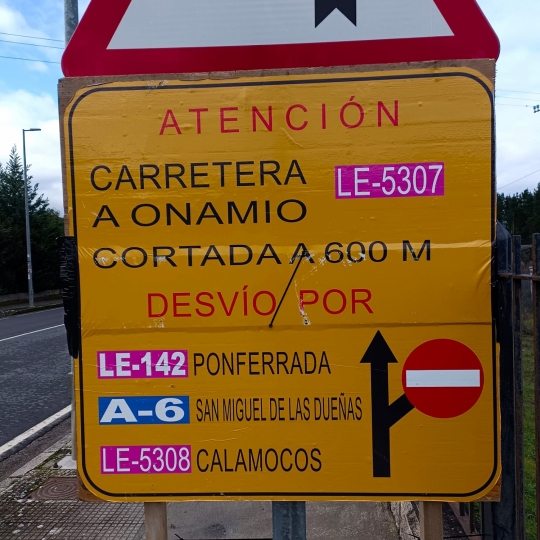 ATENCIÓN
CARRETERA LE-5307
A ONAMIO
CORTADA A 600 M
DESVÍO POR
LE-142 PONFERRADA
A-6 SAN MIGUEL DE LAS DUEÑAS
LE-5308 CALAMOCOS